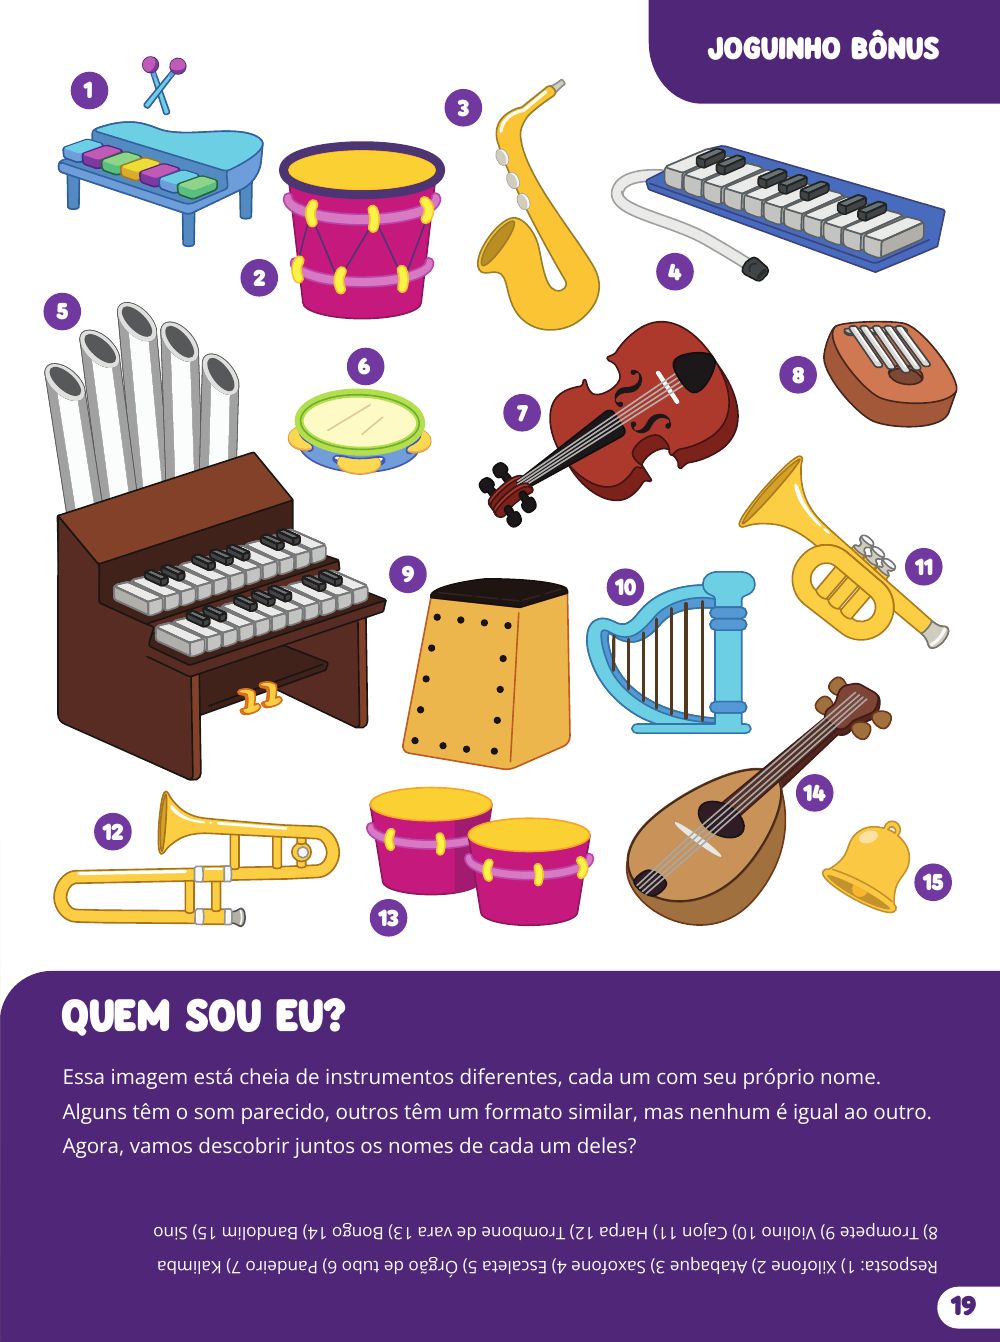 JOGUINHO BÔNUS
1
2
3
4
5
6
7
8
9
10
11
12
13
14
15
QUEM SOU EU?
Essa imagem está cheia de instrumentos diferentes, cada um com seu próprio nome.
Alguns têm o som parecido, outros têm um formato similar, mas nenhum é igual ao outro.
Agora, vamos descobrir juntos os nomes de cada um deles?
Resposta: 1) Xilofone 2) Atabaque 3) Saxofone 4) Escaleta 5) Órgão de tubo 6) Pandeiro 7) Kalimba
8) Trompete 9) Violino 10) Cajon 11) Harpa 12) Trombone de vara 13) Bongo 14) Bandolim 15) Sino
19